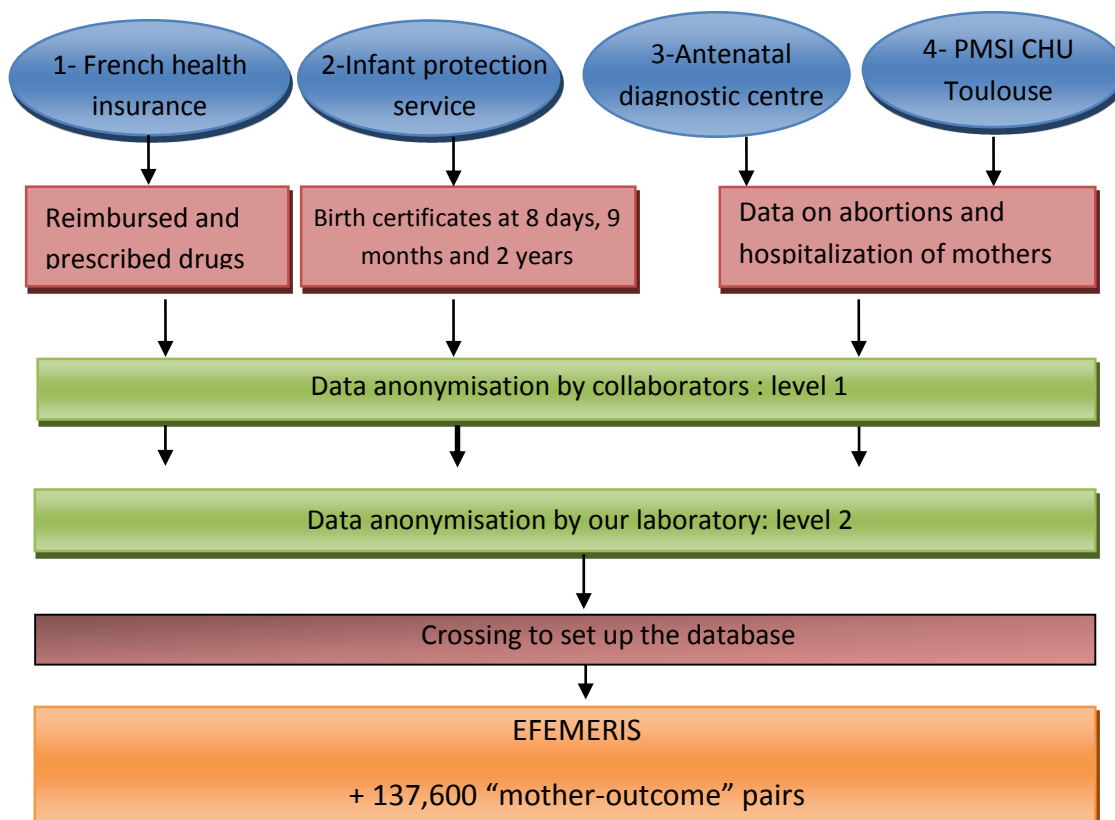 1- French health
insurance
2-Infant protection
service
3-Antenatal
diagnostic centre
4- PMSI CHU
Toulouse
Reimbursed and
prescribed drugs
Birth certificates at 8 days, 9
months and 2 years
Data on abortions and
hospitalization of mothers
Data anonymisation by collaborators : level 1
Data anonymisation by our laboratory: level 2
Crossing to set up the database
EFEMERIS
+ 137,600 “mother-outcome” pairs